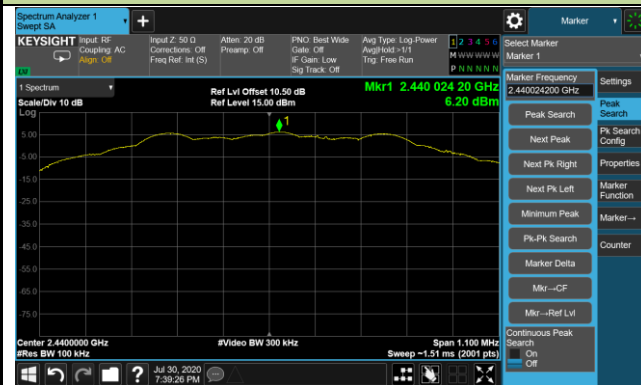 Spectrum Analyzer 1
Swept SA
Marker
KEYSIGHT
Input: RF
Coupling: AC
Align: Off
Input Z: 50 Ω
Corrections: Off
Freq Ref: Int (S)
Atten: 20 dB
Preamp: Off
PNO: Best Wide
Gate: Off
IF Gain: Low
Sig Track: Off
Avg Type: Log-Power
Avg|Hold:>1/1
Trig: Free Run
1 2 3 4 5 6
M W W W W W
P N N N N N
Select Marker
Marker 1
LVI
1 Spectrum
Scale/Div 10 dB
Log
Ref Lvl Offset 10.50 dB
Ref Level 15.00 dBm
Mkr1 2.440 024 20 GHz
6.20 dBm
1
5.00
-5.00
-15.0
-25.0
-35.0
-45.0
-55.0
-65.0
-75.0
Center 2.4400000 GHz
#Res BW 100 kHz
#Video BW 300 kHz
Span 1.100 MHz
Sweep ~1.51 ms (2001 pts)
Marker Frequency
2.440024200 GHz
Peak Search
Next Peak
Next Pk Right
Next Pk Left
Minimum Peak
Pk-Pk Search
Marker Delta
Mkr→CF
Mkr→Ref Lvl
Continuous Peak
Search
On
Off
Settings
Peak
Search
Pk Search
Config
Properties
Marker
Function
Marker→
Counter
?
Jul 30, 2020
7:39:26 PM